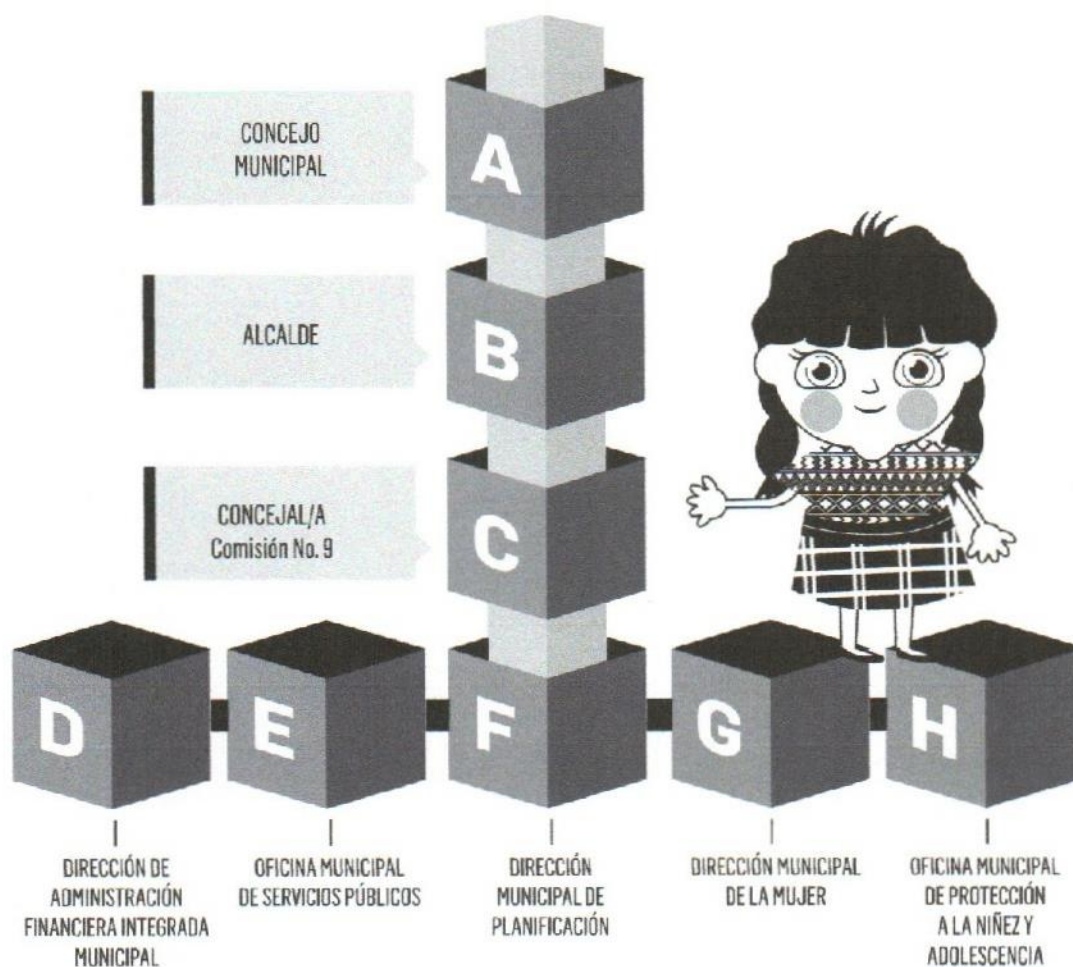 CONCEJO
MUNICIPAL
A
ALCALDE
B
CONCEJAL/A
Comisión No. 9
C
D
E
F
G
H
DIRECCIÓN DE
ADMINISTRACIÓN
FINANCIERA INTEGRADA
MUNICIPAL
OFICINA MUNICIPAL
DE SERVICIOS PÚBLICOS
DIRECCIÓN
MUNICIPAL DE
PLANIFICACIÓN
DIRECCIÓN MUNICIPAL
DE LA MUJER
OFICINA MUNICIPAL
DE PROTECCIÓN
A LA NIÑEZ Y
ADOLESCENCIA